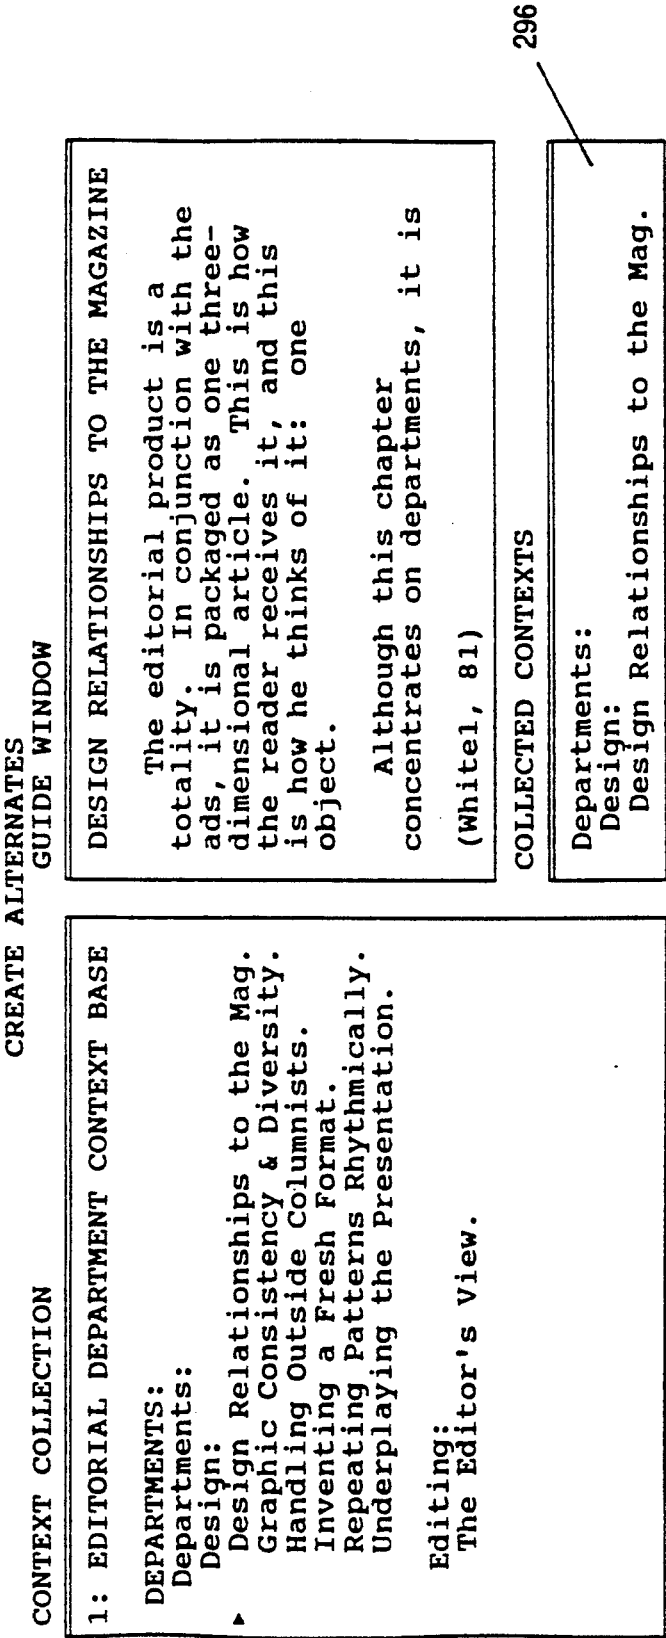 CREATE ALTERNATES
CONTEXT COLLECTION
1: EDITORIAL DEPARTMENT CONTEXT BASE
DEPARTMENTS:
Departments:
Design:
▸ Design Relationships to the Mag.
Graphic Consistency & Diversity.
Handling Outside Columnists.
Inventing a Fresh Format.
Repeating Patterns Rhythmically.
Underplaying the Presentation.
Editing:
The Editor's View.
GUIDE WINDOW
DESIGN RELATIONSHIPS TO THE MAGAZINE
The editorial product is a
totality. In conjunction with the
ads, it is packaged as one three-
dimensional article. This is how
the reader receives it, and this
is how he thinks of it: one
object.
Although this chapter
concentrates on departments, it is
(Whitel, 81)
COLLECTED CONTEXTS
Departments:
Design:
Design Relationships to the Mag.
296